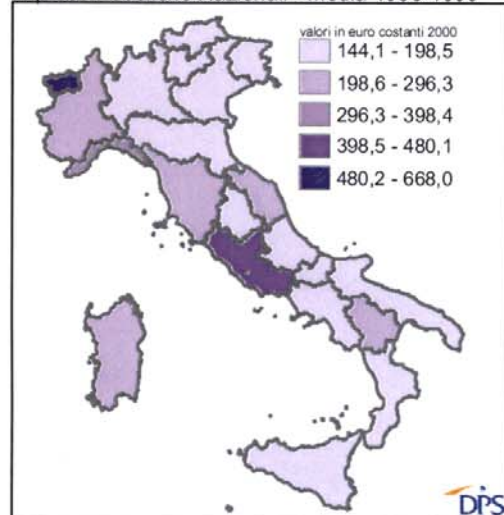 valori in euro costanti 2000
144,1 - 198,5
198,6 - 296,3
296,3 - 398,4
398,5 - 480,1
480,2 - 668,0
DPS